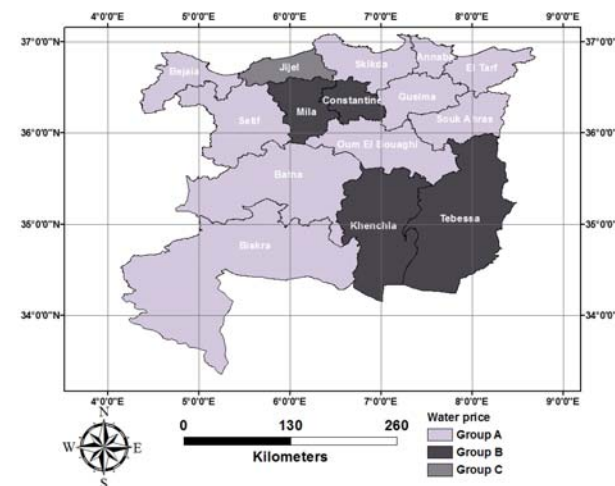 4°0'0"E 5°0'0"E 6°0'0"E 7°0'0"E 8°0'0"E 9°0'0"E
37°0'0"N 37°0'0"N
36°0'0"N 36°0'0"N
35°0'0"N 35°0'0"N
34°0'0"N 34°0'0"N
Bejaia
Jijel
Skikda
Annaba
El Tarf
Mila
Constantine
Guelma
Setif
Souk Ahras
Oum El Bouaghi
Batna
Khenchla
Tebessa
Biskra
4°0'0"E 5°0'0"E 6°0'0"E 7°0'0"E 8°0'0"E 9°0'0"E
N
W E
S
0 130 260
Kilometers
Water price
Group A
Group B
Group C